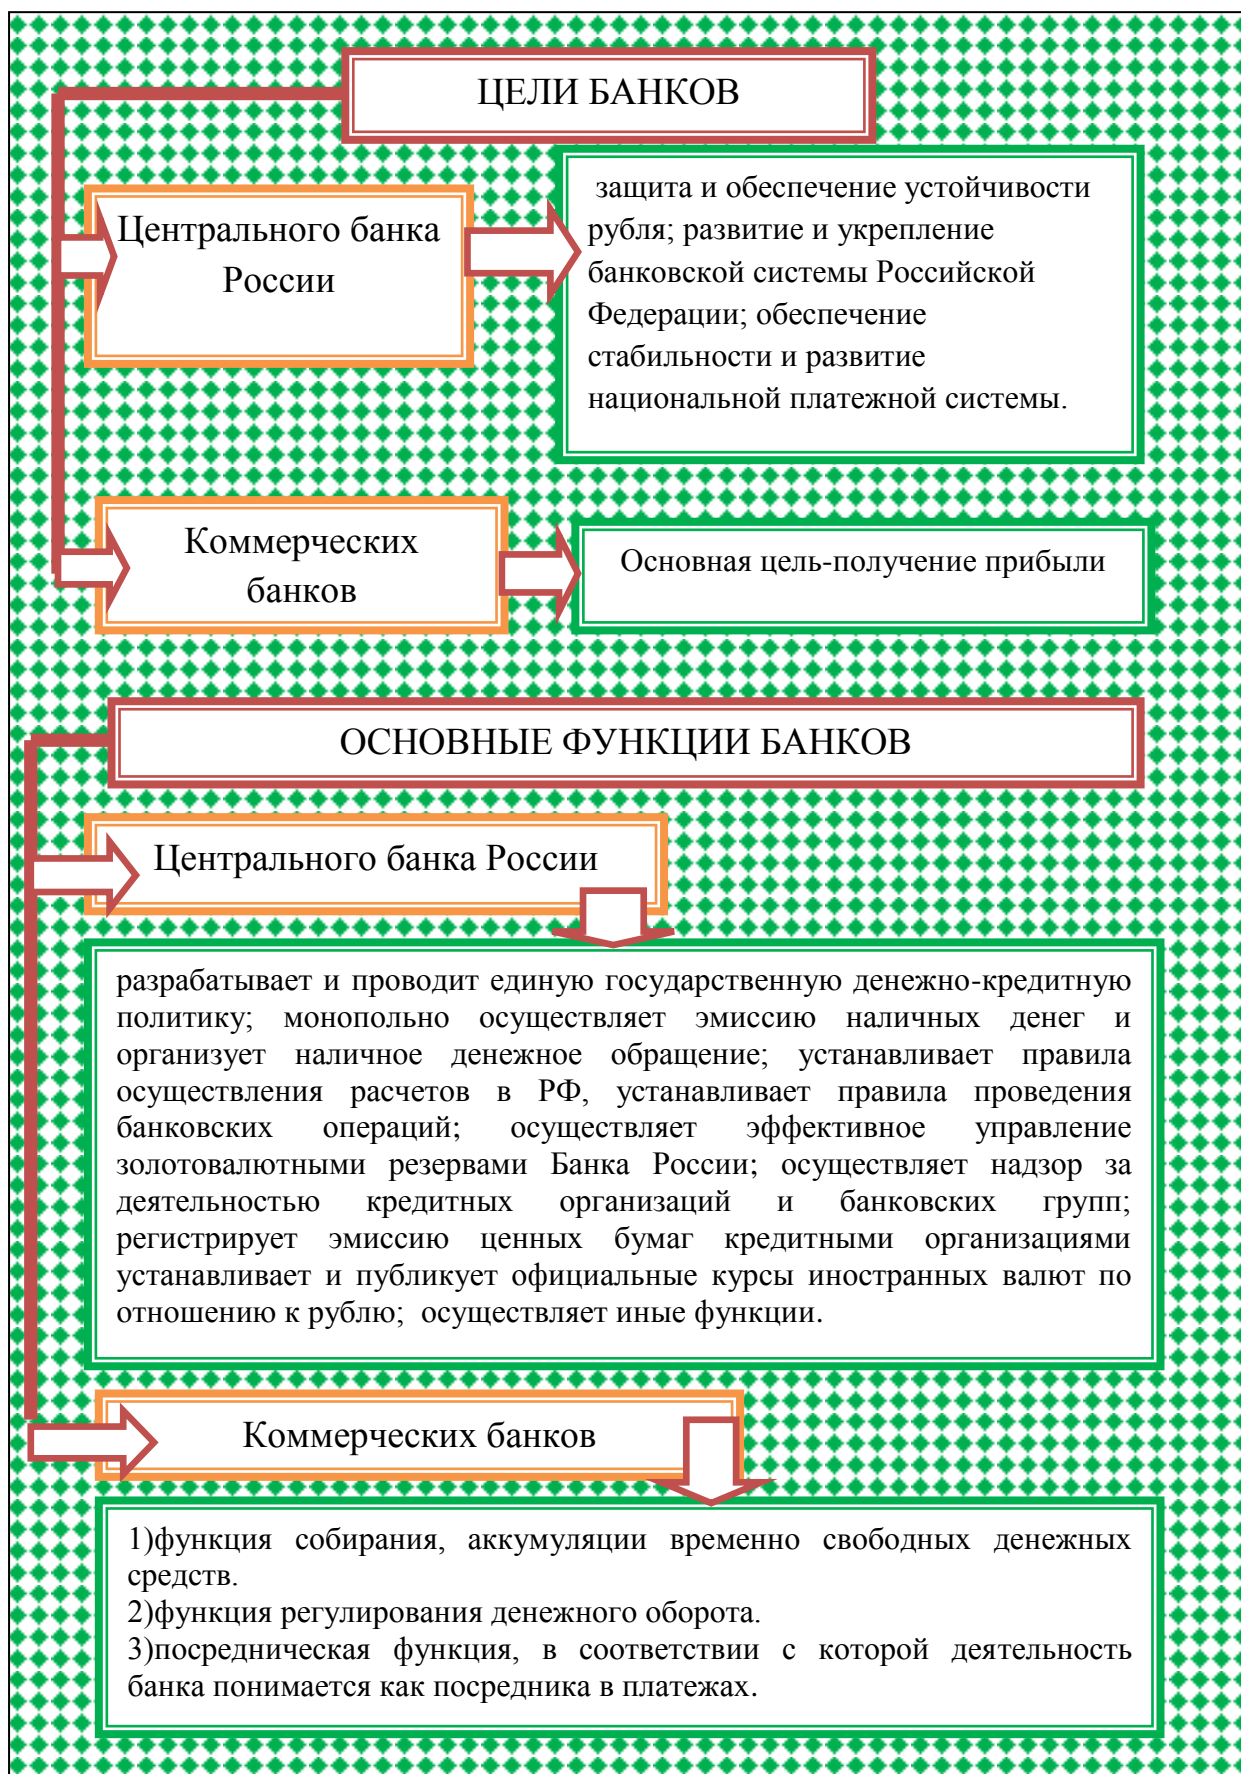 ЦЕЛИ БАНКОВ
Центрального банка
России
защита и обеспечение устойчивости
рубля; развитие и укрепление
банковской системы Российской
Федерации; обеспечение
стабильности и развитие
национальной платежной системы.
Коммерческих
банков
Основная цель-получение прибыли
ОСНОВНЫЕ ФУНКЦИИ БАНКОВ
Центрального банка России
разрабатывает и проводит единую государственную денежно-кредитную
политику; монопольно осуществляет эмиссию наличных денег и
организует наличное денежное обращение; устанавливает правила
осуществления расчетов в РФ, устанавливает правила проведения
банковских операций; осуществляет эффективное управление
золотовалютными резервами Банка России; осуществляет надзор за
деятельностью кредитных организаций и банковских групп;
регистрирует эмиссию ценных бумаг кредитными организациями
устанавливает и публикует официальные курсы иностранных валют по
отношению к рублю; осуществляет иные функции.
Коммерческих банков
1)функция собирания, аккумуляции временно свободных денежных
средств.
2)функция регулирования денежного оборота.
3)посредническая функция, в соответствии с которой деятельность
банка понимается как посредника в платежах.